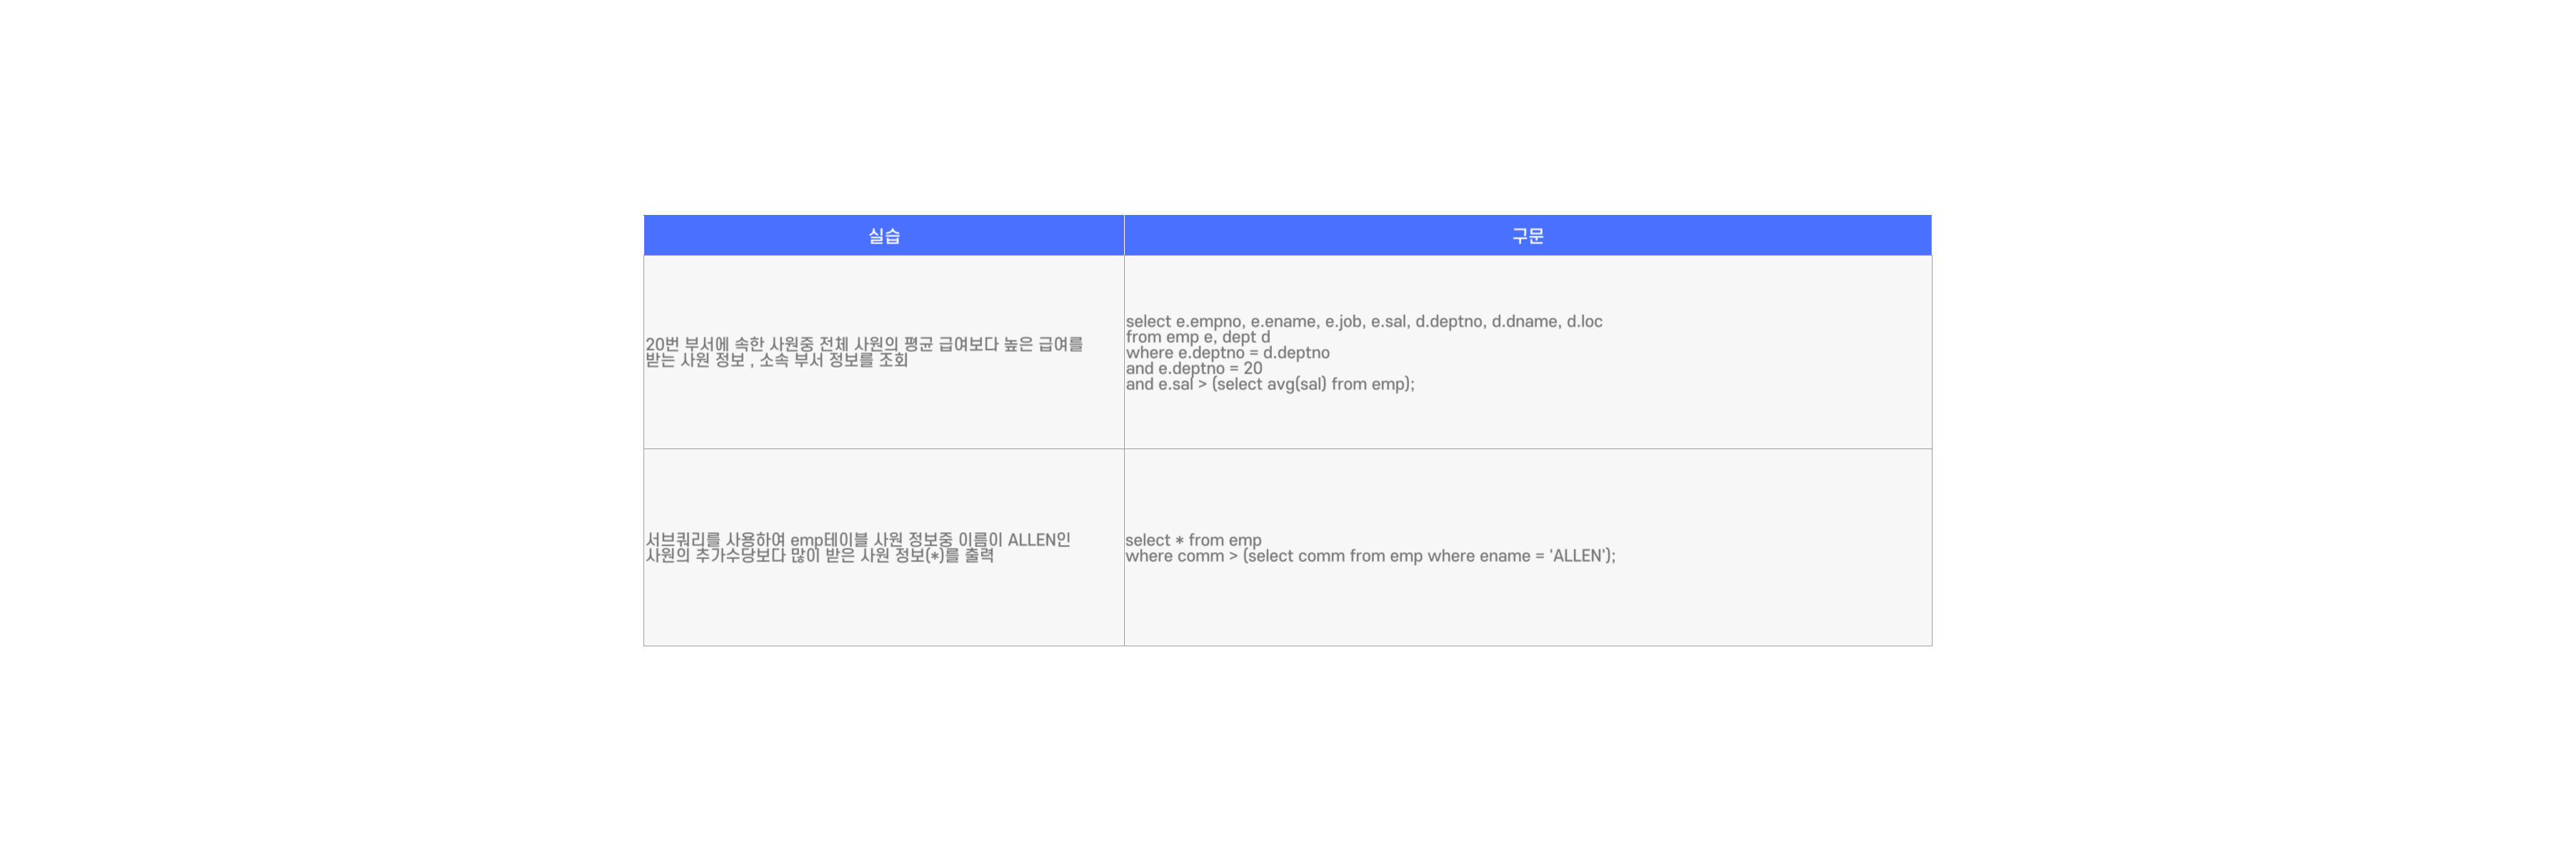 실습
구문
20번 부서에 속한 사원중 전체 사원의 평균 급여보다 높은 급여를
받는 사원 정보 , 소속 부서 정보를 조회
select e.empno, e.ename, e.job, e.sal, d.deptno, d.dname, d.loc
from emp e, dept d
where e.deptno = d.deptno
and e.deptno = 20
and e.sal > (select avg(sal) from emp);
서브쿼리를 사용하여 emp테이블 사원 정보중 이름이 ALLEN인
사원의 추가수당보다 많이 받은 사원 정보(*)를 출력
select * from emp
where comm > (select comm from emp where ename = 'ALLEN');